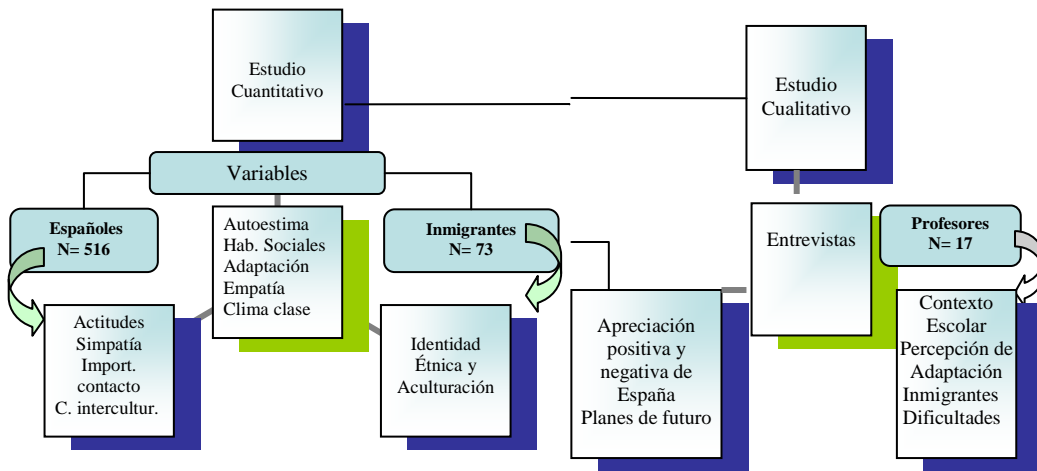 Estudio
Cuantitativo
Estudio
Cualitativo
Variables
Españoles
N= 516
Autoestima
Hab. Sociales
Adaptación
Empatía
Clima clase
Inmigrantes
N= 73
Entrevistas
Profesores
N= 17
Actitudes
Simpatía
Import.
contacto
C. intercultur.
Identidad
Étnica y
Aculturación
Apreciación
positiva y
negativa de
España
Planes de futuro
Contexto
Escolar
Percepción de
Adaptación
Inmigrantes
Dificultades